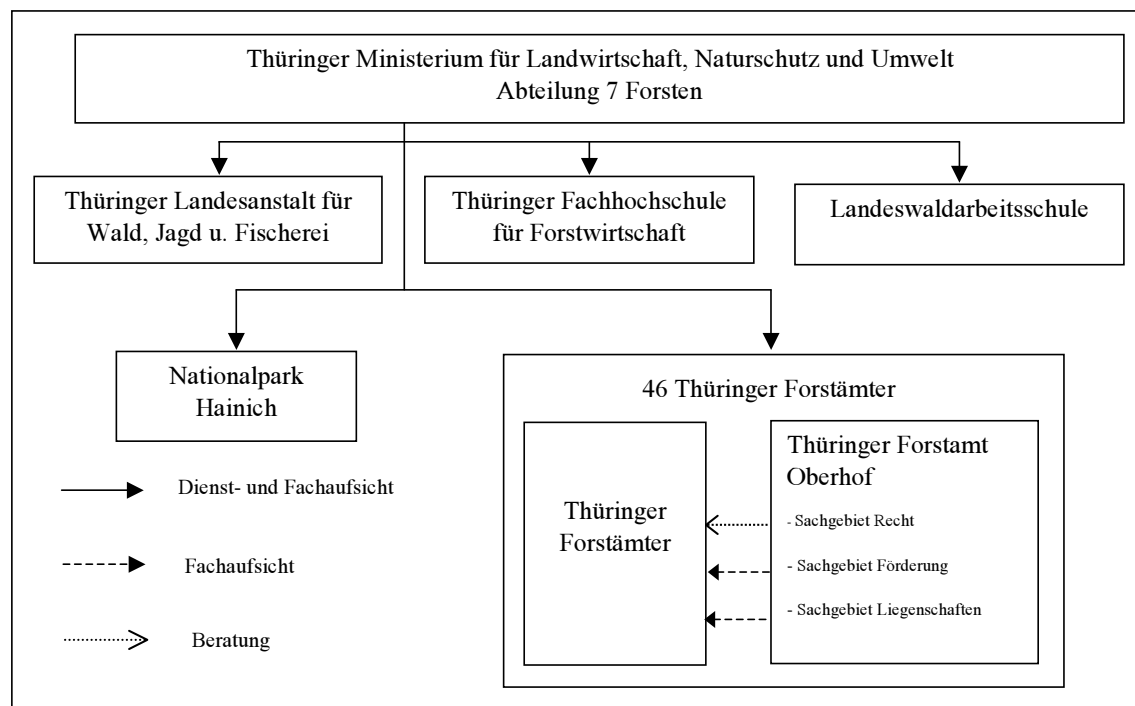 Thüringer Ministerium für Landwirtschaft, Naturschutz und Umwelt
Abteilung 7 Forsten
Thüringer Landesanstalt für
Wald, Jagd u. Fischerei
Thüringer Fachhochschule
für Forstwirtschaft
Landeswaldarbeitsschule
Nationalpark
Hainich
46 Thüringer Forstämter
Thüringer
Forstämter
Thüringer Forstamt
Oberhof
- Sachgebiet Recht
- Sachgebiet Förderung
- Sachgebiet Liegenschaften
Dienst- und Fachaufsicht
Fachaufsicht
Beratung